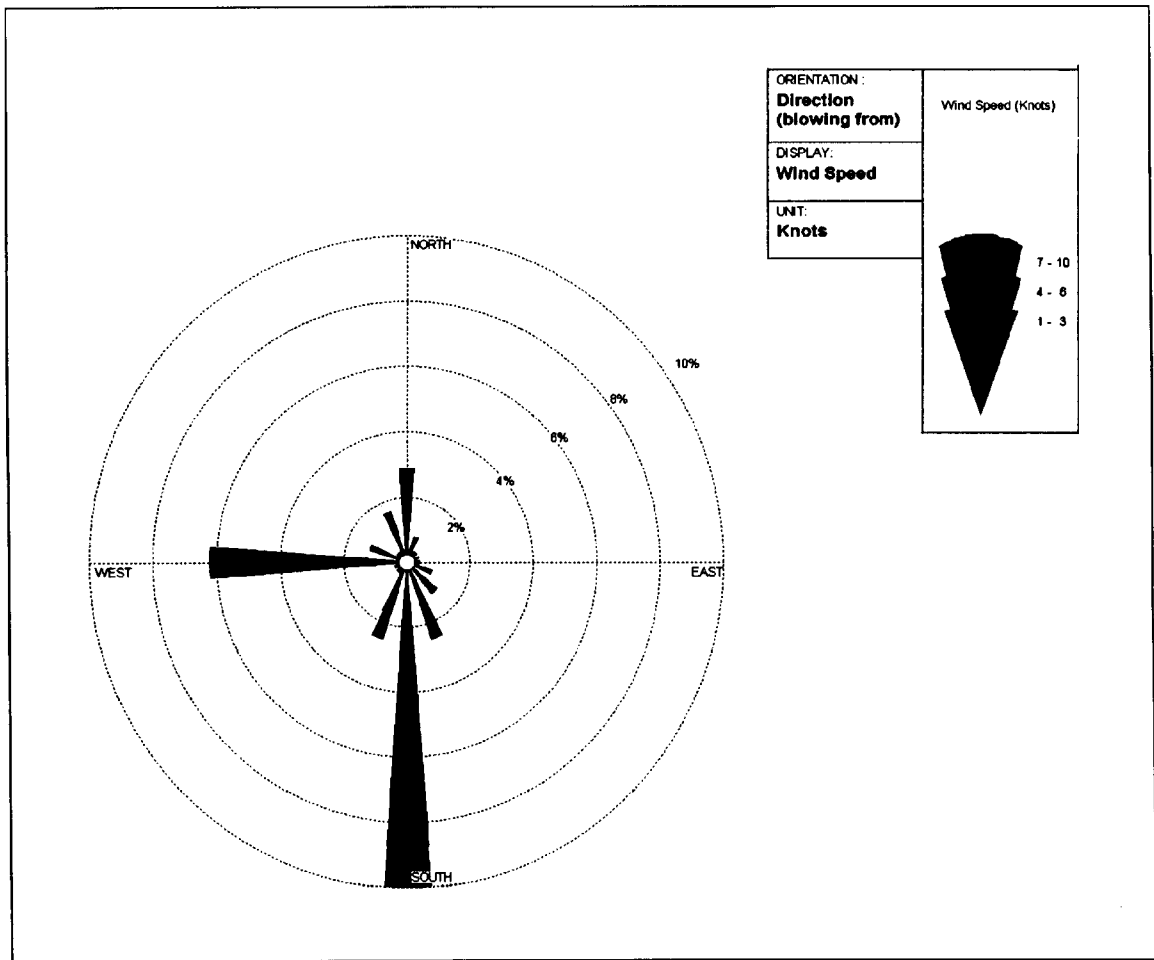 ORIENTATION :
Direction
(blowing from)
DISPLAY:
Wind Speed
UNIT:
Knots
Wind Speed (Knots)
7 - 10
4 - 6
1 - 3
NORTH
10%
8%
6%
4%
2%
WEST
EAST
SOUTH